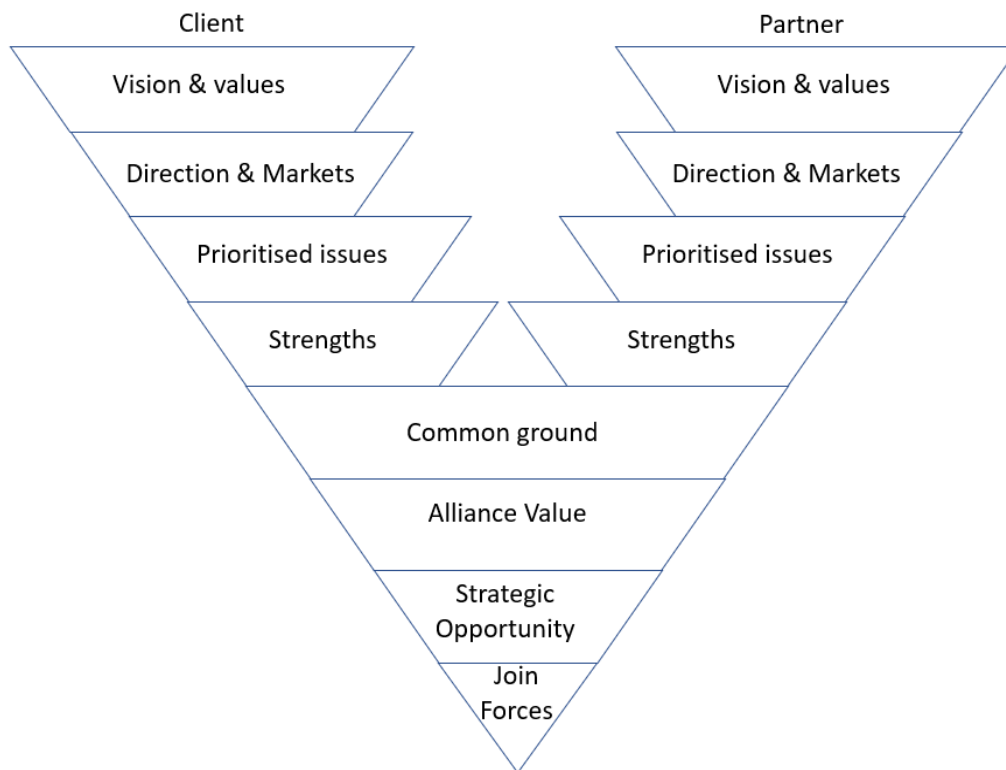 Client
Partner
Vision & values
Vision & values
Direction & Markets
Direction & Markets
Prioritised issues
Prioritised issues
Strengths
Strengths
Common ground
Alliance Value
Strategic
Opportunity
Join
Forces